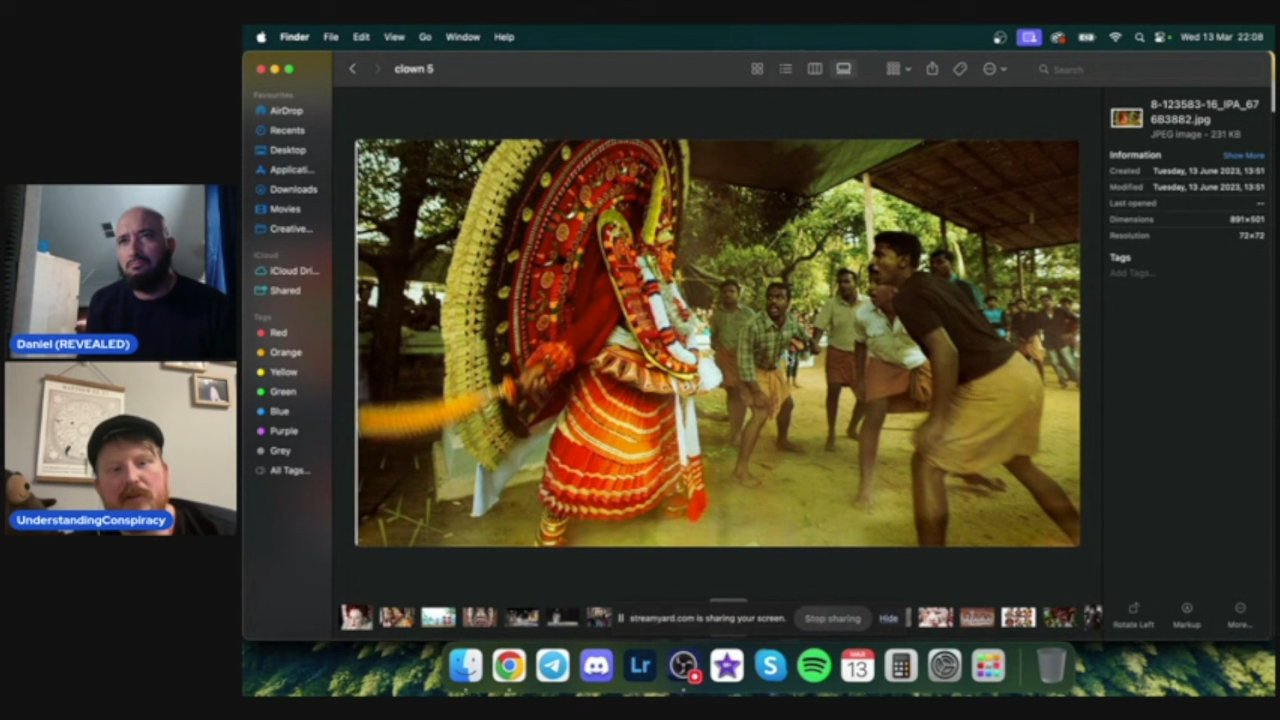 Finder File Edit View Go Window Help
Wed 13 Mar 22:08
clown 5
Search
Favourites
AirDrop
Recents
Desktop
Applicati...
Downloads
Movies
Creative...
iCloud
iCloud Dri...
Shared
Tags
Red
Orange
Yellow
Green
Blue
Purple
Grey
All Tags...
8-123583-16_IPA_67
6B3882.jpg
JPEG image - 231 KB
Information Show More
Created Tuesday, 13 June 2023, 13:51
Modified Tuesday, 13 June 2023, 13:51
Last opened --
Dimensions 891×501
Resolution 72×72
Tags
Add Tags...
Daniel (REVEALED)
UnderstandingConspiracy
streamyard.com is sharing your screen. Stop sharing Hide
Rotate Left Markup More...
Lr
MAR
13